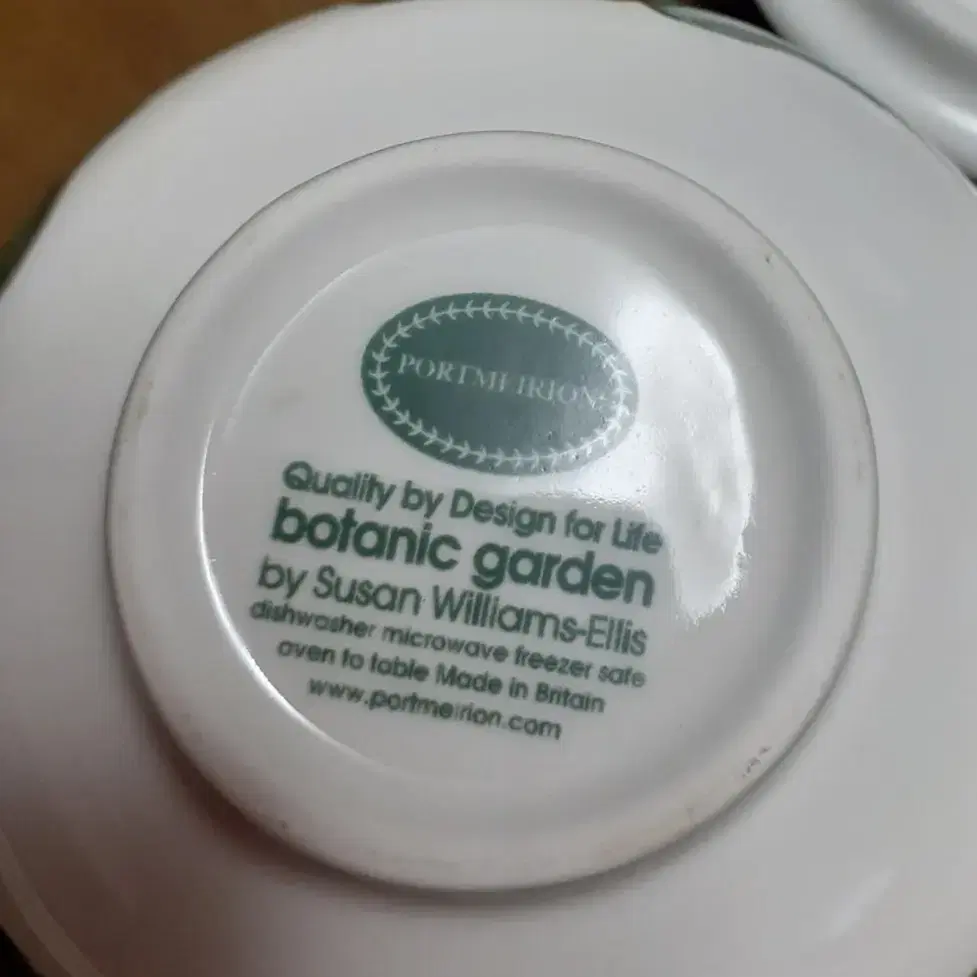 PORTMEIRION
Quality by Design for Life
botanic garden
by Susan Williams-Ellis
dishwasher microwave freezer safe
oven to table Made in Britain
www.portmeirion.com